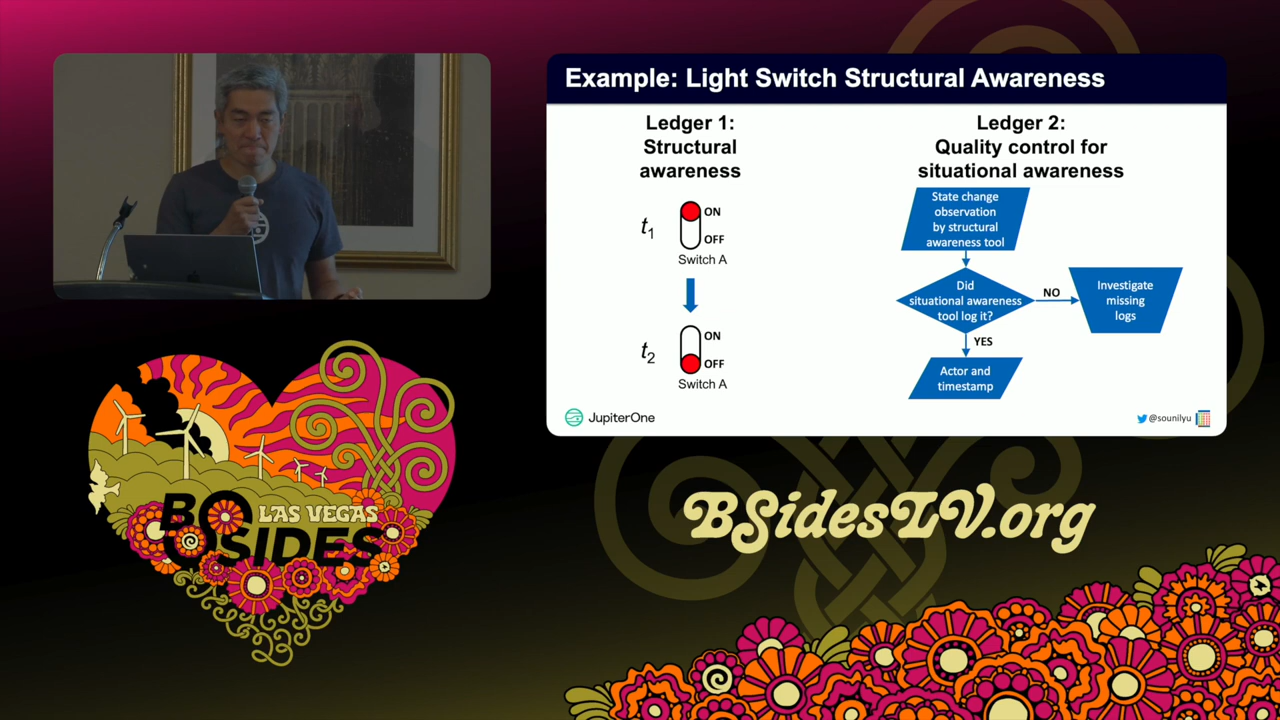 Example: Light Switch Structural Awareness
Ledger 1:
Structural
awareness
t1
ON
OFF
Switch A
t2
ON
OFF
Switch A
Ledger 2:
Quality control for
situational awareness
State change
observation
by structural
awareness tool
Did
situational awareness
tool log it?
NO
Investigate
missing
logs
YES
Actor and
timestamp
JupiterOne
@sounilyu
BSIDES
LAS VEGAS
23
BSidesLV.org